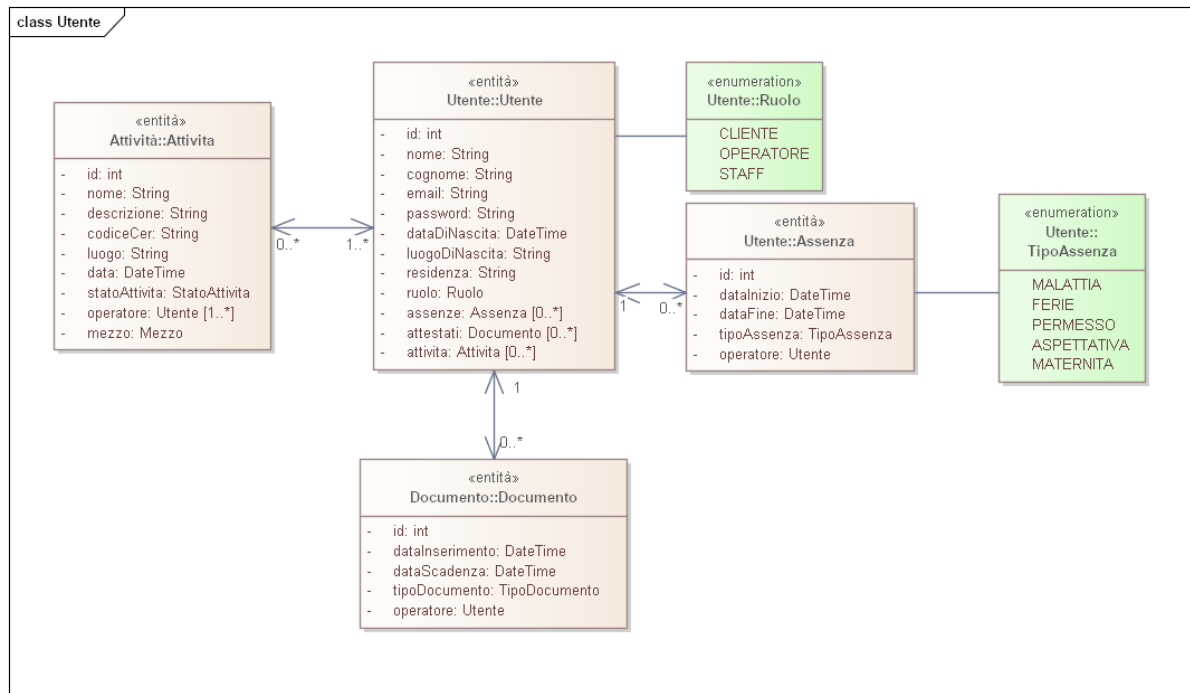 class Utente
«entità»
Attività::Attivita
- id: int
- nome: String
- descrizione: String
- codiceCer: String
- luogo: String
- data: DateTime
- statoAttivita: StatoAttivita
- operatore: Utente [1..*]
- mezzo: Mezzo
0..*
1..*
«entità»
Utente::Utente
- id: int
- nome: String
- cognome: String
- email: String
- password: String
- dataDiNascita: DateTime
- luogoDiNascita: String
- residenza: String
- ruolo: Ruolo
- assenze: Assenza [0..*]
- attestati: Documento [0..*]
- attivita: Attivita [0..*]
«enumeration»
Utente::Ruolo
CLIENTE
OPERATORE
STAFF
1
0..*
«entità»
Utente::Assenza
- id: int
- dataInizio: DateTime
- dataFine: DateTime
- tipoAssenza: TipoAssenza
- operatore: Utente
«enumeration»
Utente::
TipoAssenza
MALATTIA
FERIE
PERMESSO
ASPETTATIVA
MATERNITA
1
0..*
«entità»
Documento::Documento
- id: int
- dataInserimento: DateTime
- dataScadenza: DateTime
- tipoDocumento: TipoDocumento
- operatore: Utente